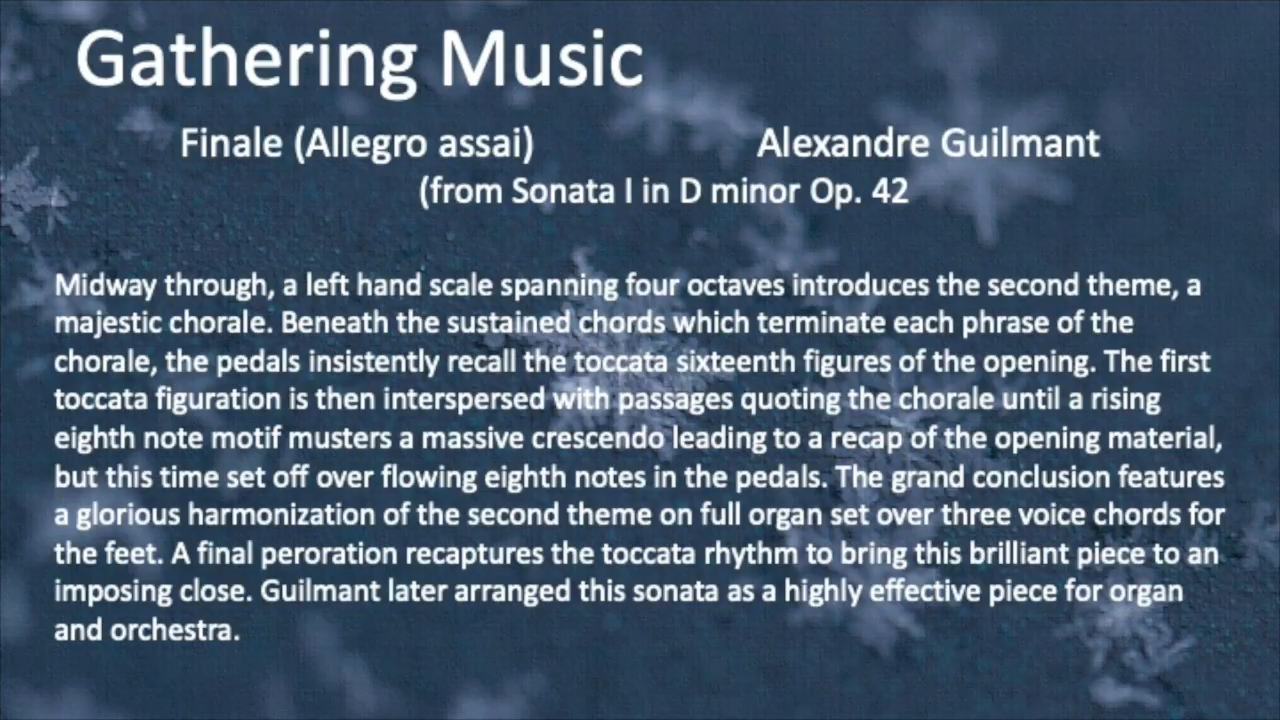 Gathering Music
Finale (Allegro assai) Alexandre Guilmant
(from Sonata I in D minor Op. 42
Midway through, a left hand scale spanning four octaves introduces the second theme, a
majestic chorale. Beneath the sustained chords which terminate each phrase of the
chorale, the pedals insistently recall the toccata sixteenth figures of the opening. The first
toccata figuration is then interspersed with passages quoting the chorale until a rising
eighth note motif musters a massive crescendo leading to a recap of the opening material,
but this time set off over flowing eighth notes in the pedals. The grand conclusion features
a glorious harmonization of the second theme on full organ set over three voice chords for
the feet. A final peroration recaptures the toccata rhythm to bring this brilliant piece to an
imposing close. Guilmant later arranged this sonata as a highly effective piece for organ
and orchestra.